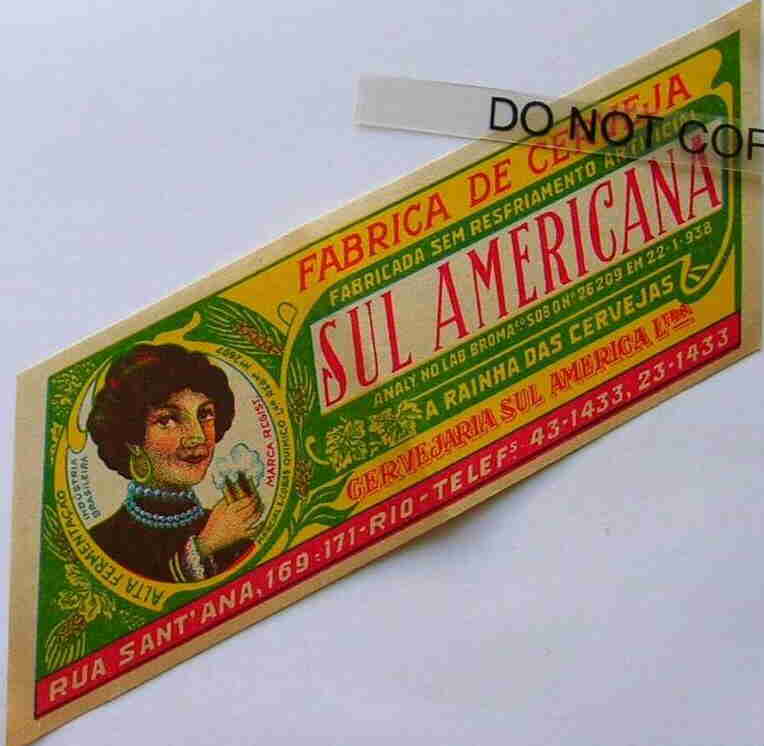 DO NOT COP
FABRICA DE CERVEJA
FABRICADA SEM RESFRIAMENTO ARTIFICIAL
SUL AMERICANA
ANALY NO LAB BROMAco SOB O Nº 26209 EM 22-1-938
A RAINHA DAS CERVEJAS
CERVEJARIA SUL AMERICA LTDA
RUA SANT'ANA, 169-171-RIO-TELEFS 43-1433, 23-1433
ALTA FERMENTAÇÃO
INDÚSTRIA
BRASILEIRA
MARCA REGIST